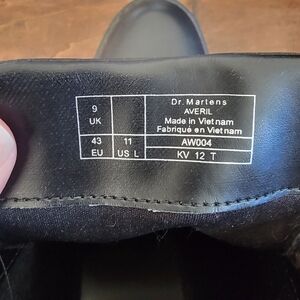 9
UK
43
EU
11
US L
Dr. Martens
AVERIL
Made in Vietnam
Fabriqué en Vietnam
AW004
KV 12 T